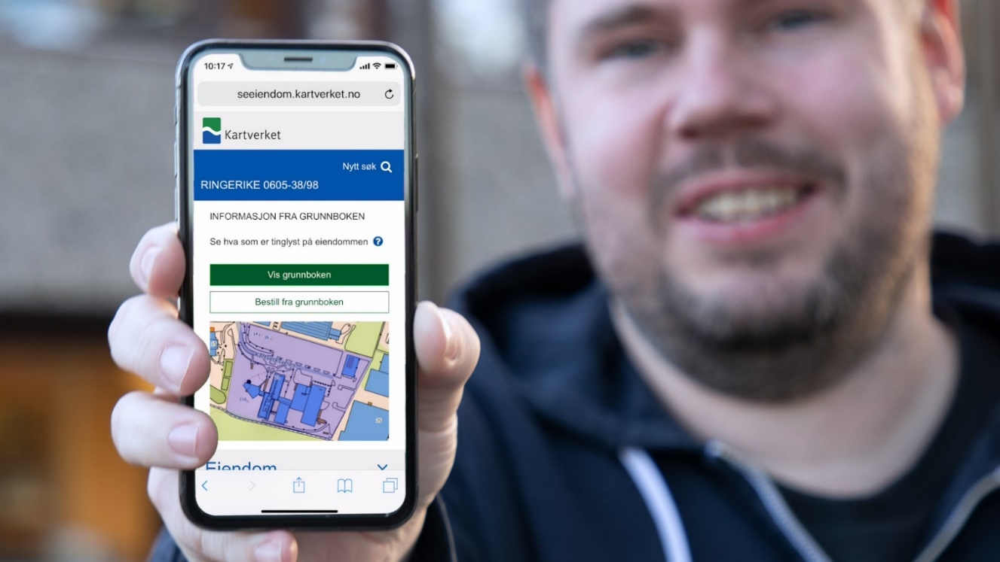 10:17
seeiendom.kartverket.no
Kartverket
Nytt søk
RINGERIKE 0605-38/98
INFORMASJON FRA GRUNNBOKEN
Se hva som er tinglyst på eiendommen ?
Vis grunnboken
Bestill fra grunnboken
Eiendom